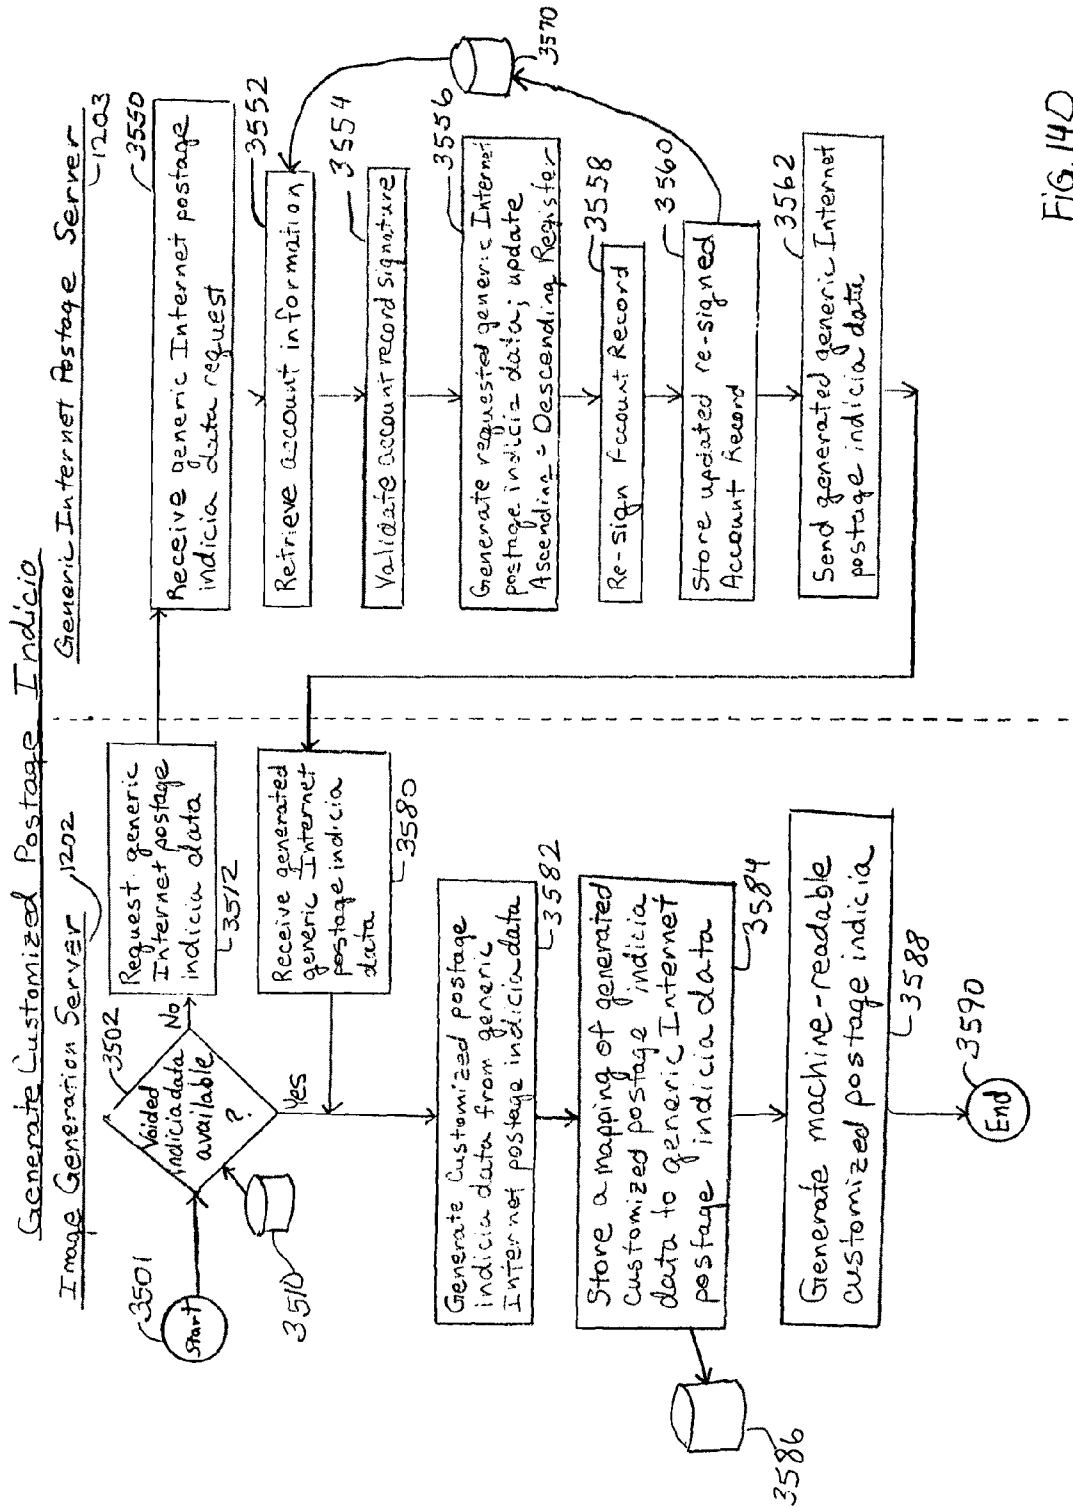 Generate Customized Postage Indicia
Image Generation Server 1202
Generic Internet Postage Server 1203
3501
Start
3502
Voided
indicia data
available
?
No
Yes
3510
Request generic
Internet postage
indicia data
3512
Receive generic Internet postage
indicia data request
3550
Retrieve account information
3552
Validate account record signature
3554
Generate requested generic Internet
postage indicia data; update
Ascending = Descending Register
3556
Re-sign Account Record
3558
Store updated re-signed
Account Record
3560
3570
Send generated generic Internet
postage indicia data
3562
Receive generated
generic Internet
postage indicia
data
3580
Generate Customized postage
indicia data from generic
Internet postage indicia data
3582
Store a mapping of generated
customized postage indicia
data to generic Internet
postage indicia data
3584
3586
Generate machine-readable
customized postage indicia
3588
End
3590
FIG. 14D